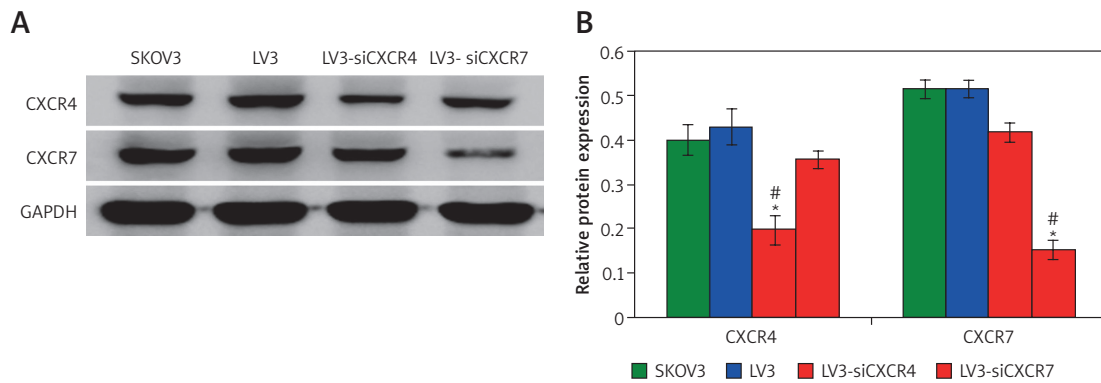 A
SKOV3 LV3 LV3-siCXCR4 LV3- siCXCR7
CXCR4
CXCR7
GAPDH
B
Relative protein expression
0.6
0.5
0.4
0.3
0.2
0.1
0
#
*
#
*
CXCR4 CXCR7
SKOV3 LV3 LV3-siCXCR4 LV3-siCXCR7